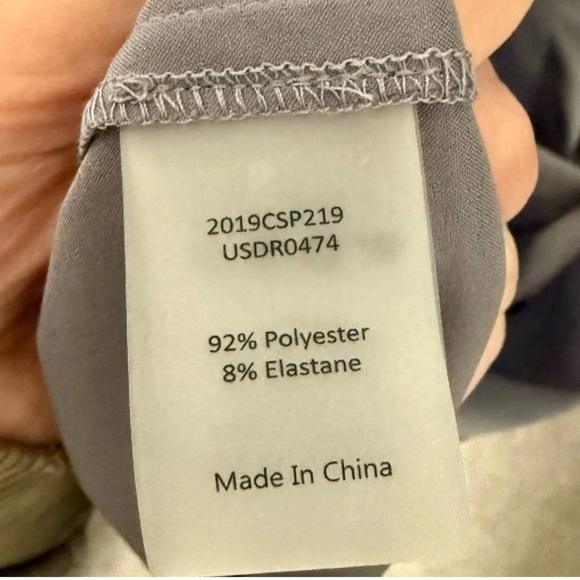 2019CSP219
USDR0474
92% Polyester
8% Elastane
Made In China